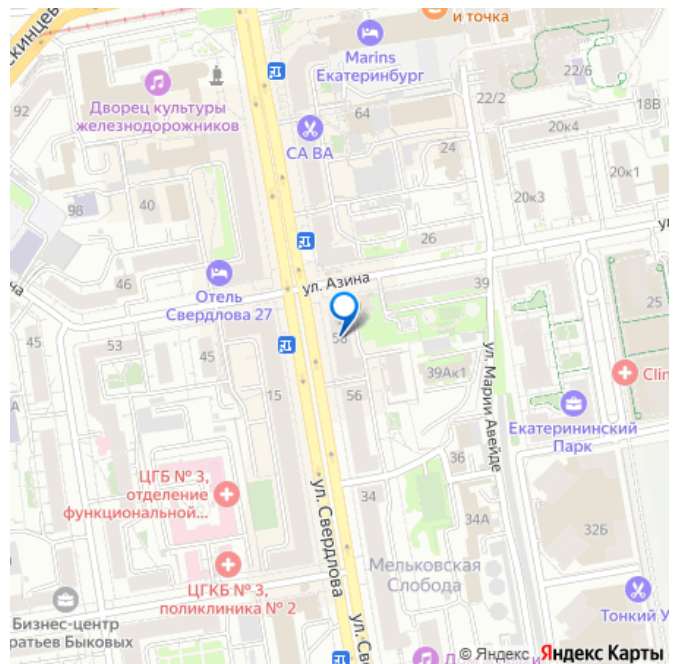 кинцев
и точка
Marins
Екатеринбург
22/6
92
Дворец культуры
железнодорожников
22/2
18В
64
20к4
СА ВА
24
20к1
20к3
98
40
26
ул. Азина
39
46
Отель
Свердлова 27
25
58
53
45
45
39Ак1
Clin
15
56
ул. Марии Авейде
Екатерининский
Парк
ЦГБ № 3,
отделение
функциональной...
36
34
34А
32Б
ул. Свердлова
Мельковская
Слобода
ЦГКБ № 3,
поликлиника № 2
Тонкий У
Бизнес-центр
ратьев Быковых
ул. Св
© Яндекс Яндекс Карты